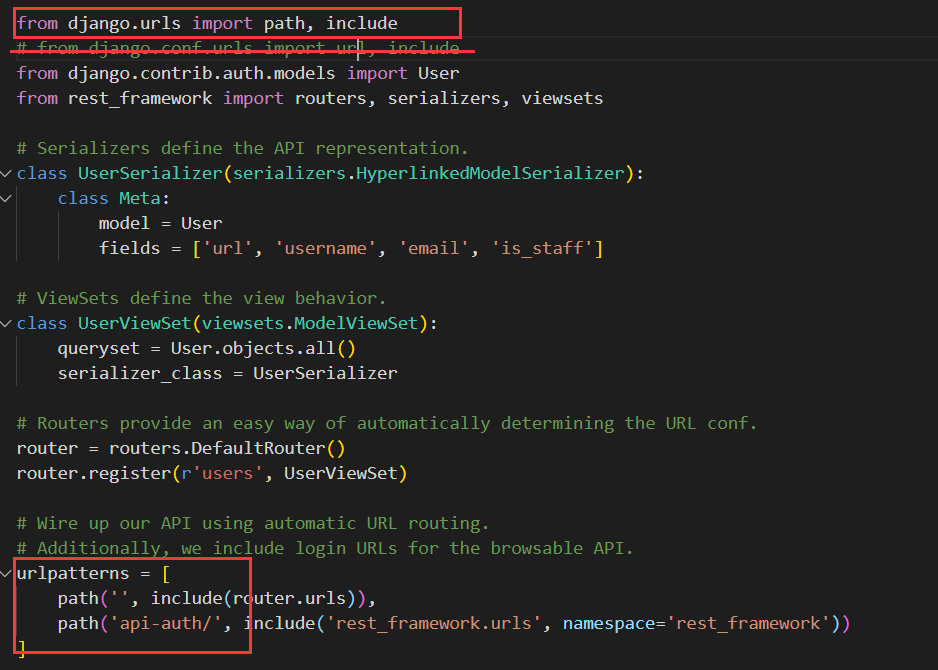 from django.urls import path, include
# from django.conf.urls import url, include
from django.contrib.auth.models import User
from rest_framework import routers, serializers, viewsets
# Serializers define the API representation.
class UserSerializer(serializers.HyperlinkedModelSerializer):
    class Meta:
        model = User
        fields = ['url', 'username', 'email', 'is_staff']
# ViewSets define the view behavior.
class UserViewSet(viewsets.ModelViewSet):
    queryset = User.objects.all()
    serializer_class = UserSerializer
# Routers provide an easy way of automatically determining the URL conf.
router = routers.DefaultRouter()
router.register(r'users', UserViewSet)
# Wire up our API using automatic URL routing.
# Additionally, we include login URLs for the browsable API.
urlpatterns = [
    path('', include(router.urls)),
    path('api-auth/', include('rest_framework.urls', namespace='rest_framework'))
]